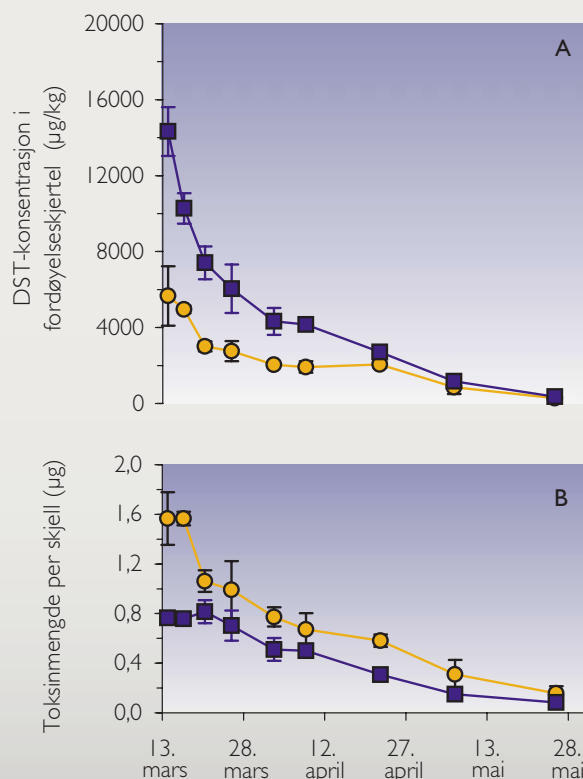 20000
A
16000
12000
8000
4000
0
DST-konsentrasjon i
fordøyelseskjertel (µg/kg)
2,0
B
1,6
1,2
0,8
0,4
0,0
Toksinmengde per skjell (µg)
13. 28. 12. 27. 13. 28.
mars mars april april mai mai